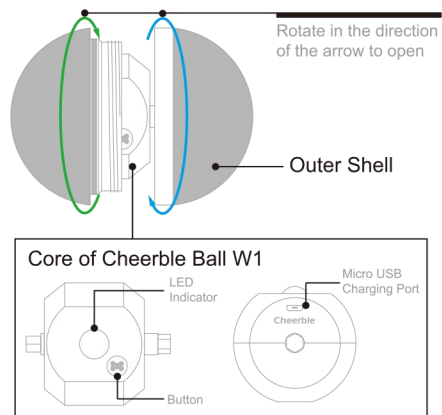 Rotate in the direction
of the arrow to open
Outer Shell
Core of Cheerble Ball W1
LED
Indicator
Button
Micro USB
Charging Port
Cheerble